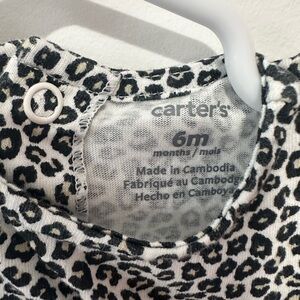 carter's
6m
months / mois
Made in Cambodia
Fabriqué au Cambodge
Hecho en Camboya